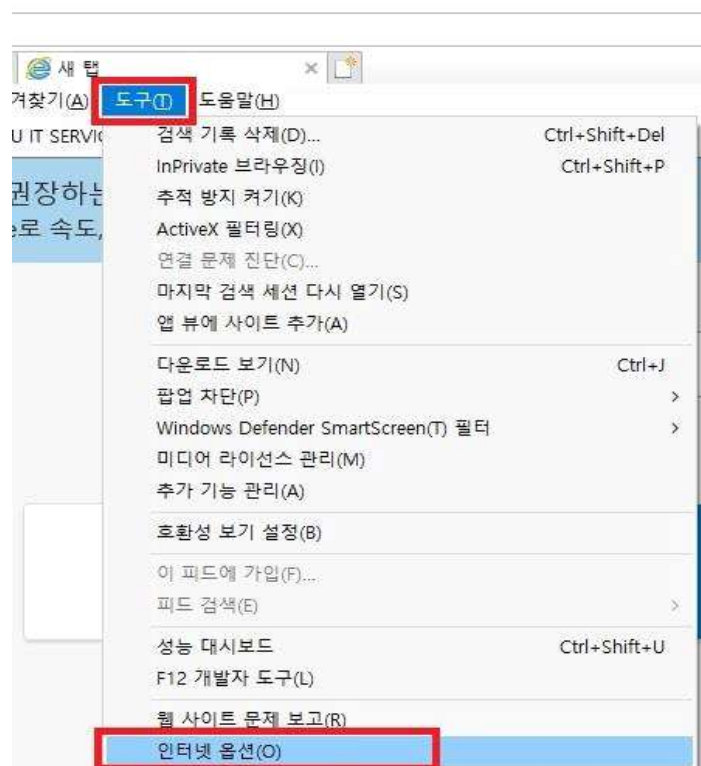 새 탭
겨찾기(A) 도구(T) 도움말(H)
U IT SERVIC
권장하는
e로 속도,
검색 기록 삭제(D)... Ctrl+Shift+Del
InPrivate 브라우징(I) Ctrl+Shift+P
추적 방지 켜기(K)
ActiveX 필터링(X)
연결 문제 진단(C)...
마지막 검색 세션 다시 열기(S)
앱 뷰에 사이트 추가(A)
다운로드 보기(N) Ctrl+J
팝업 차단(P)
Windows Defender SmartScreen(T) 필터
미디어 라이선스 관리(M)
추가 기능 관리(A)
호환성 보기 설정(B)
이 피드에 가입(F)...
피드 검색(E)
성능 대시보드 Ctrl+Shift+U
F12 개발자 도구(L)
웹 사이트 문제 보고(R)
인터넷 옵션(O)